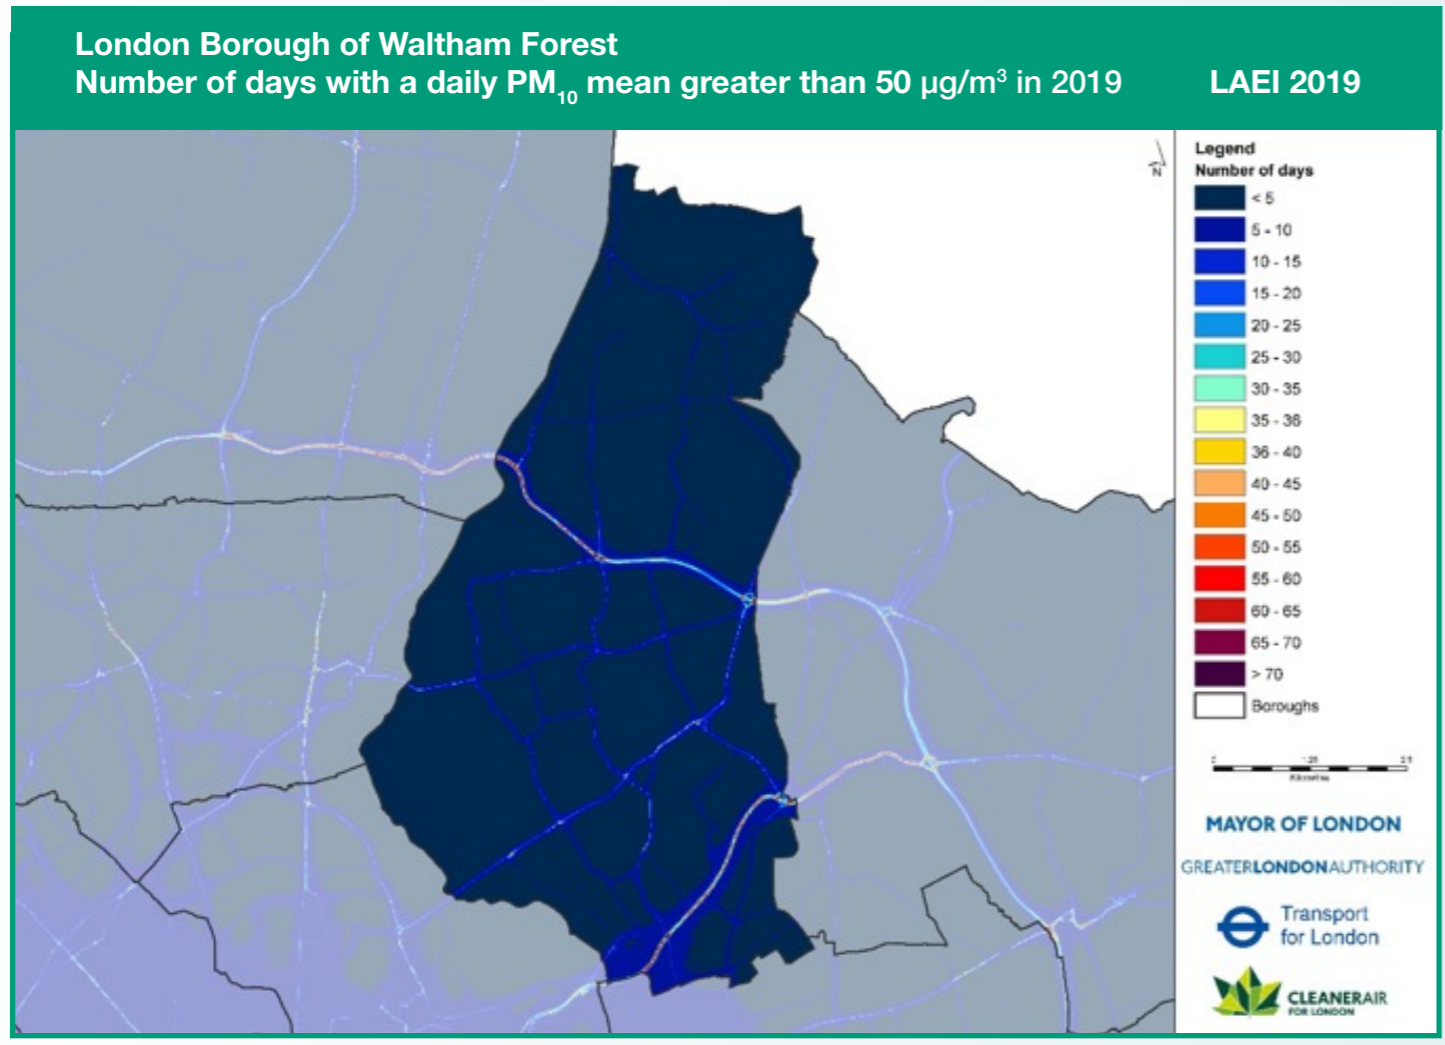 London Borough of Waltham Forest
Number of days with a daily PM₁₀ mean greater than 50 µg/m³ in 2019
LAEI 2019
N
Legend
Number of days
< 5
5 - 10
10 - 15
15 - 20
20 - 25
25 - 30
30 - 35
35 - 36
36 - 40
40 - 45
45 - 50
50 - 55
55 - 60
60 - 65
65 - 70
> 70
Boroughs
Kilometres
MAYOR OF LONDON
GREATERLONDONAUTHORITY
Transport
for London
CLEANERAIR
FOR LONDON